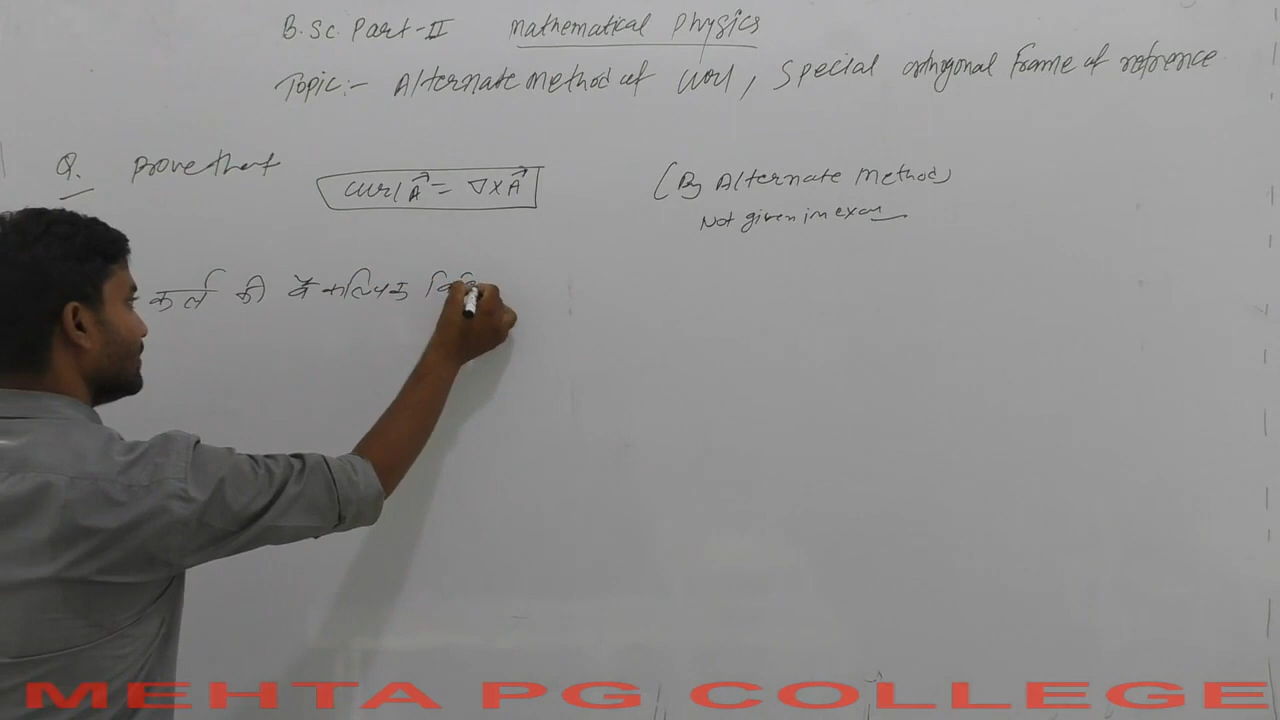 B.Sc. Part-II Mathematical Physics
Topic:- Alternate Method of curl, Special orthogonal Frame of refrence
Q. Prove that curl A⃗ = ∇×A⃗ (By Alternate Method)
Not given in exam
कर्ल की वैकल्पिक
MEHTA PG COLLEGE